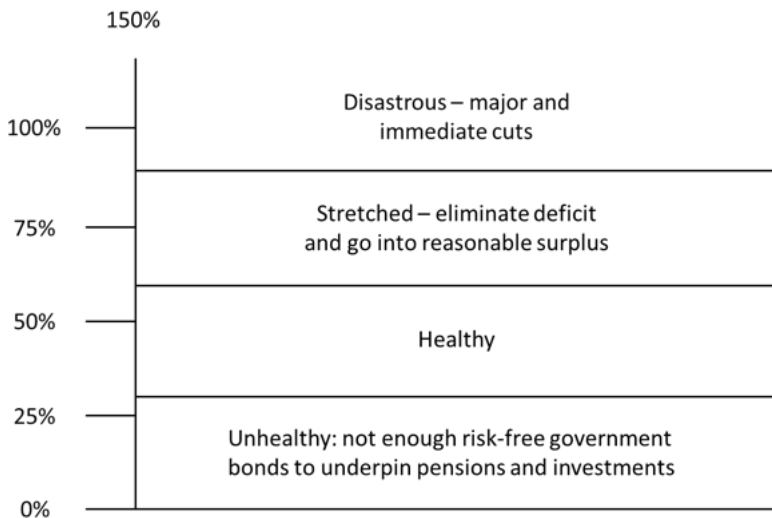 150%
Disastrous – major and
immediate cuts
100%
Stretched – eliminate deficit
and go into reasonable surplus
75%
50%
Healthy
25%
Unhealthy: not enough risk-free government
bonds to underpin pensions and investments
0%